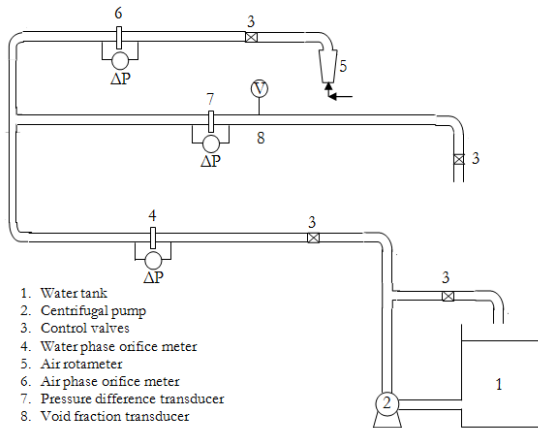 6
3
ΔP
5
7
V
ΔP
8
3
4
3
ΔP
3
1
2
1. Water tank
2. Centrifugal pump
3. Control valves
4. Water phase orifice meter
5. Air rotameter
6. Air phase orifice meter
7. Pressure difference transducer
8. Void fraction transducer